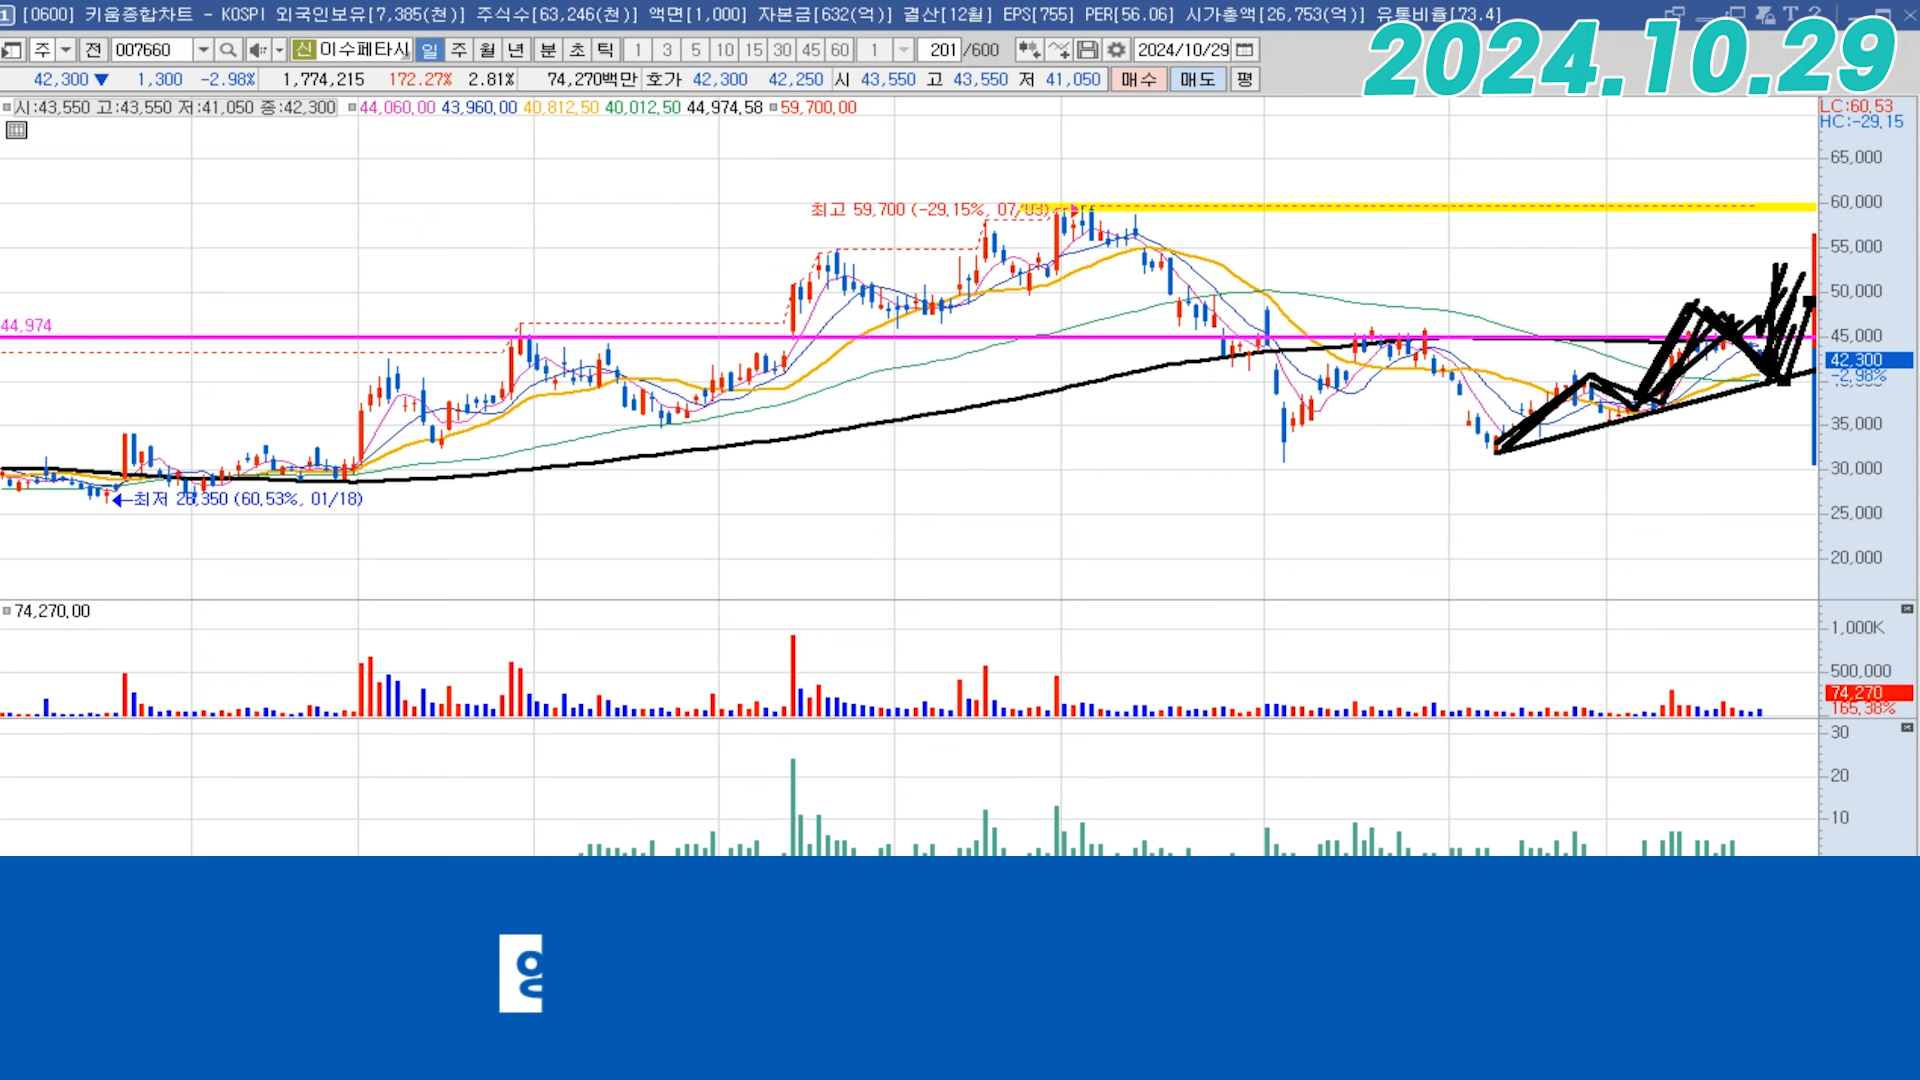 [0600] 키움종합차트 - KOSPI 외국인보유[7,385(천)] 주식수[63,246(천)] 액면[1,000] 자본금[632(억)] 결산[12월] EPS[755] PER[56.06] 시가총액[26,753(억)] 유통비율[73.4]
2024.10.29
주 전 007660 신 이수페타시 일 주 월 년 분 초 틱 1 3 5 10 15 30 45 60 1 201 /600 2024/10/29
42,300 ▼ 1,300 -2.98% 1,774,215 172.27% 2.81% 74,270백만 호가 42,300 42,250 시 43,550 고 43,550 저 41,050 매수 매도 평
시:43,550 고:43,550 저:41,050 종:42,300 44,060.00 43,960.00 40,812.50 40,012.50 44,974.58 59,700.00
LC:60.53
HC:-29.15
65,000
최고 59,700 (-29.15%, 07/03)
60,000
55,000
50,000
44,974
45,000
42,300
-2.98%
35,000
30,000
←최저 26,350 (60.53%, 01/18)
25,000
20,000
74,270.00
1,000K
500,000
74,270
165.38%
30
20
10